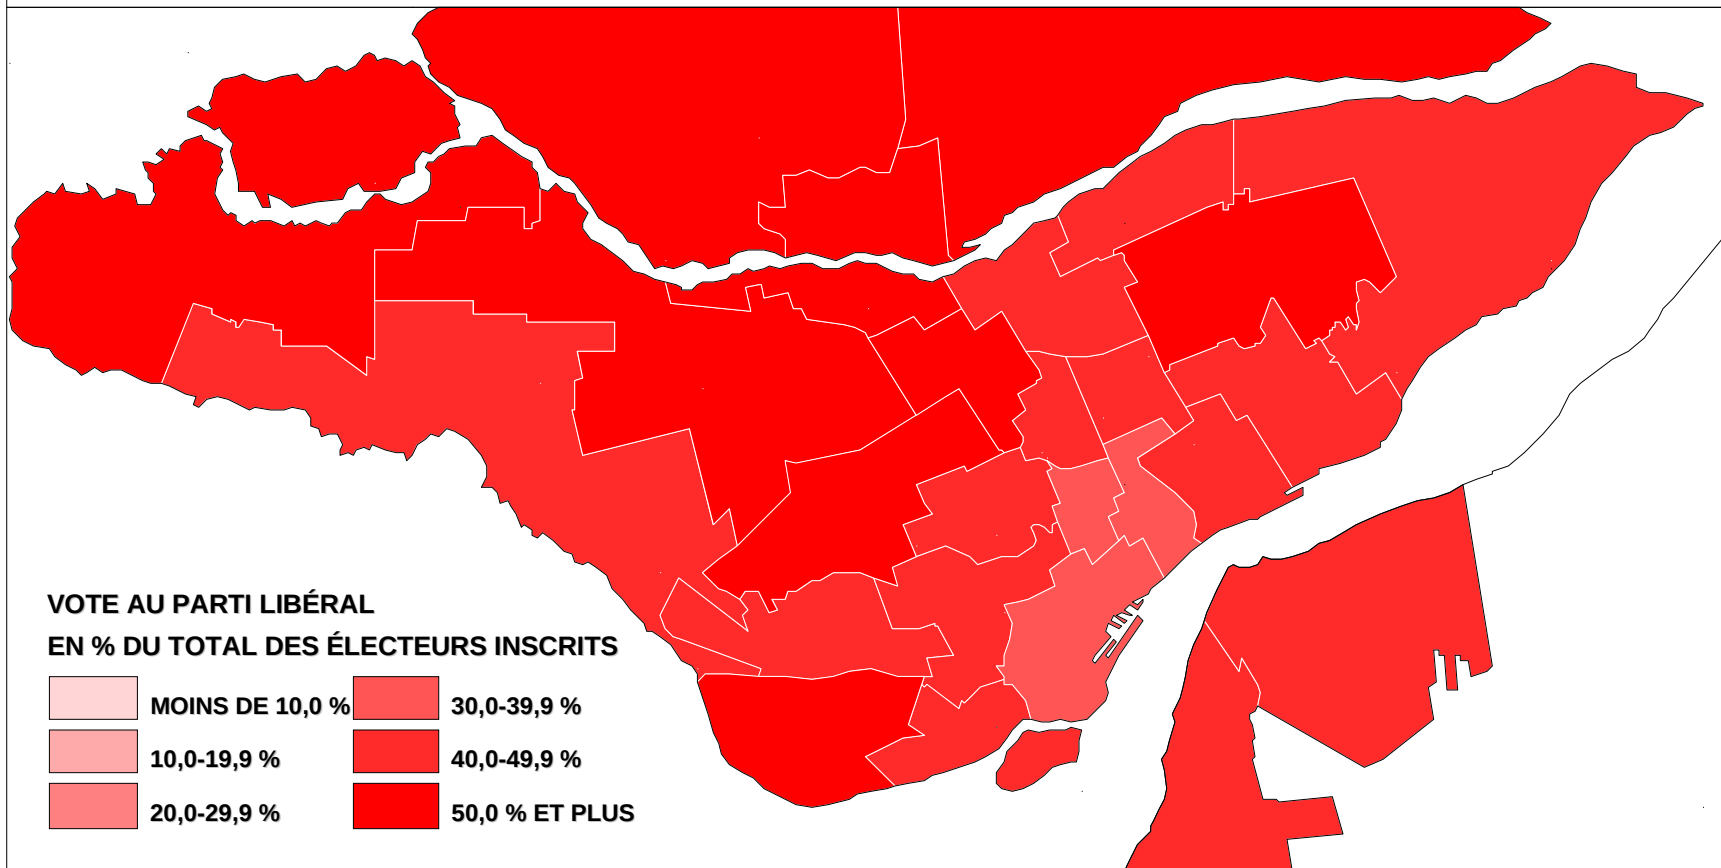 VOTE AU PARTI LIBÉRAL
EN % DU TOTAL DES ÉLECTEURS INSCRITS
MOINS DE 10,0 %
10,0-19,9 %
20,0-29,9 %
30,0-39,9 %
40,0-49,9 %
50,0 % ET PLUS